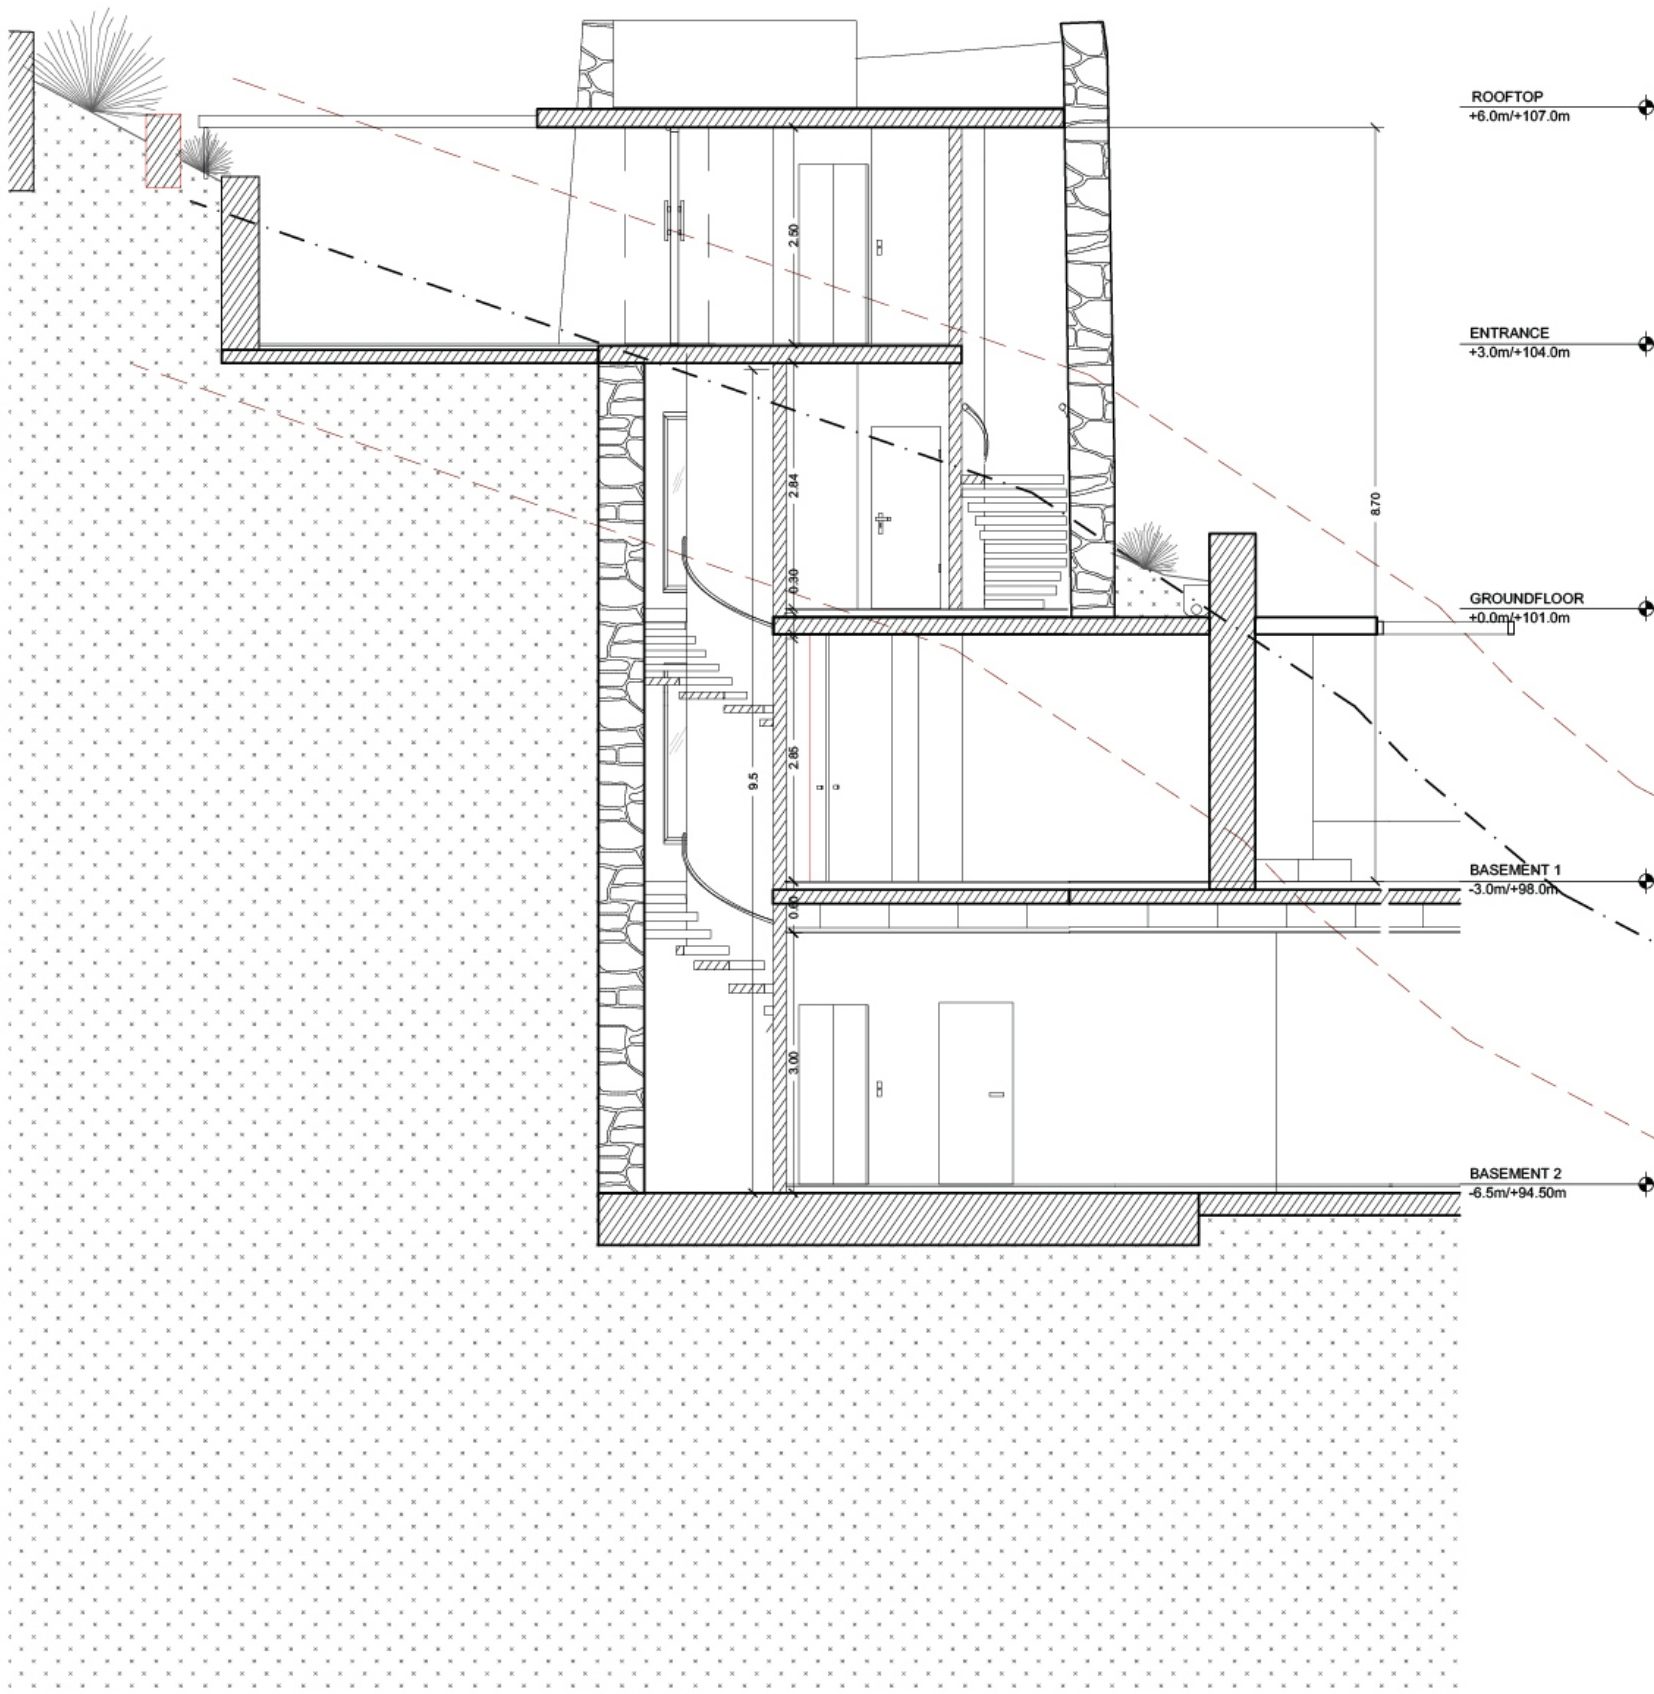 ROOFTOP
+6.0m/+107.0m
2.50
ENTRANCE
+3.0m/+104.0m
2.84
8.70
0.30
GROUNDFLOOR
+0.0m/+101.0m
9.5
2.85
BASEMENT 1
-3.0m/+98.0m
0.60
3.00
BASEMENT 2
-6.5m/+94.50m